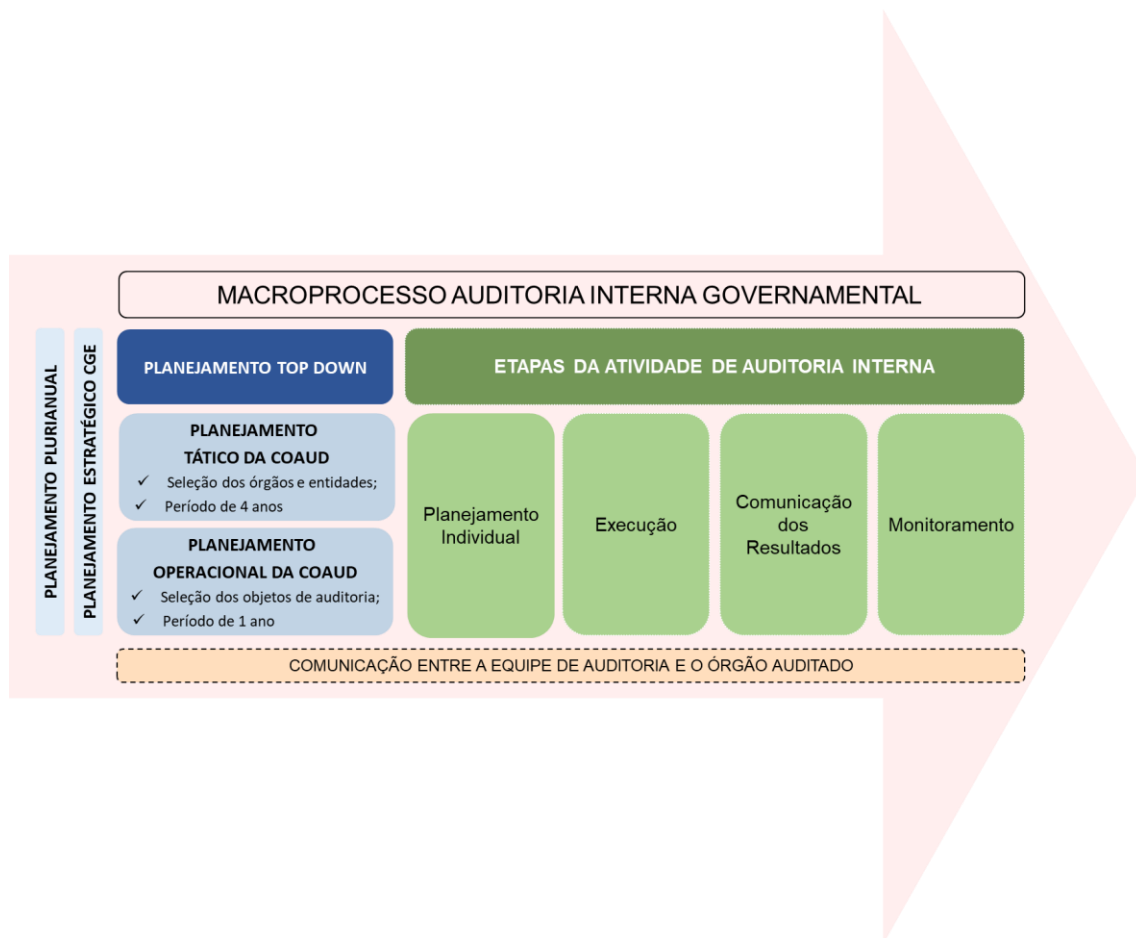 MACROPROCESSO AUDITORIA INTERNA GOVERNAMENTAL
PLANEJAMENTO PLURIANUAL
PLANEJAMENTO ESTRATÉGICO CGE
PLANEJAMENTO TOP DOWN
PLANEJAMENTO
TÁTICO DA COAUD
✓ Seleção dos órgãos e entidades;
✓ Período de 4 anos
PLANEJAMENTO
OPERACIONAL DA COAUD
✓ Seleção dos objetos de auditoria;
✓ Período de 1 ano
ETAPAS DA ATIVIDADE DE AUDITORIA INTERNA
Planejamento
Individual
Execução
Comunicação
dos
Resultados
Monitoramento
COMUNICAÇÃO ENTRE A EQUIPE DE AUDITORIA E O ÓRGÃO AUDITADO